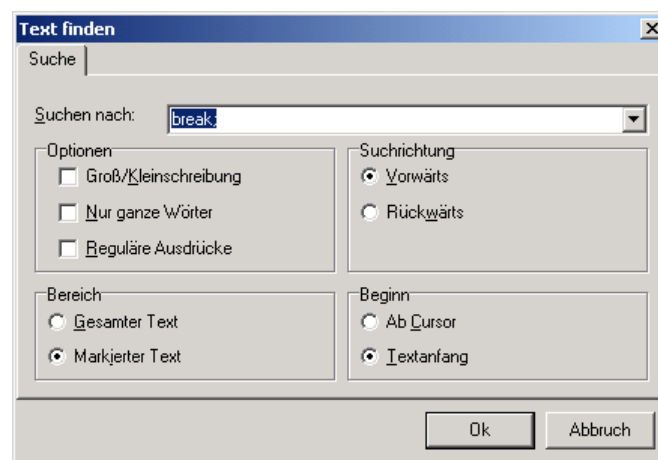 Text finden
Suche
Suchen nach: break;
Optionen
Groß/Kleinschreibung
Nur ganze Wörter
Reguläre Ausdrücke
Suchrichtung
Vorwärts
Rückwärts
Bereich
Gesamter Text
Markierter Text
Beginn
Ab Cursor
Textanfang
Ok Abbruch